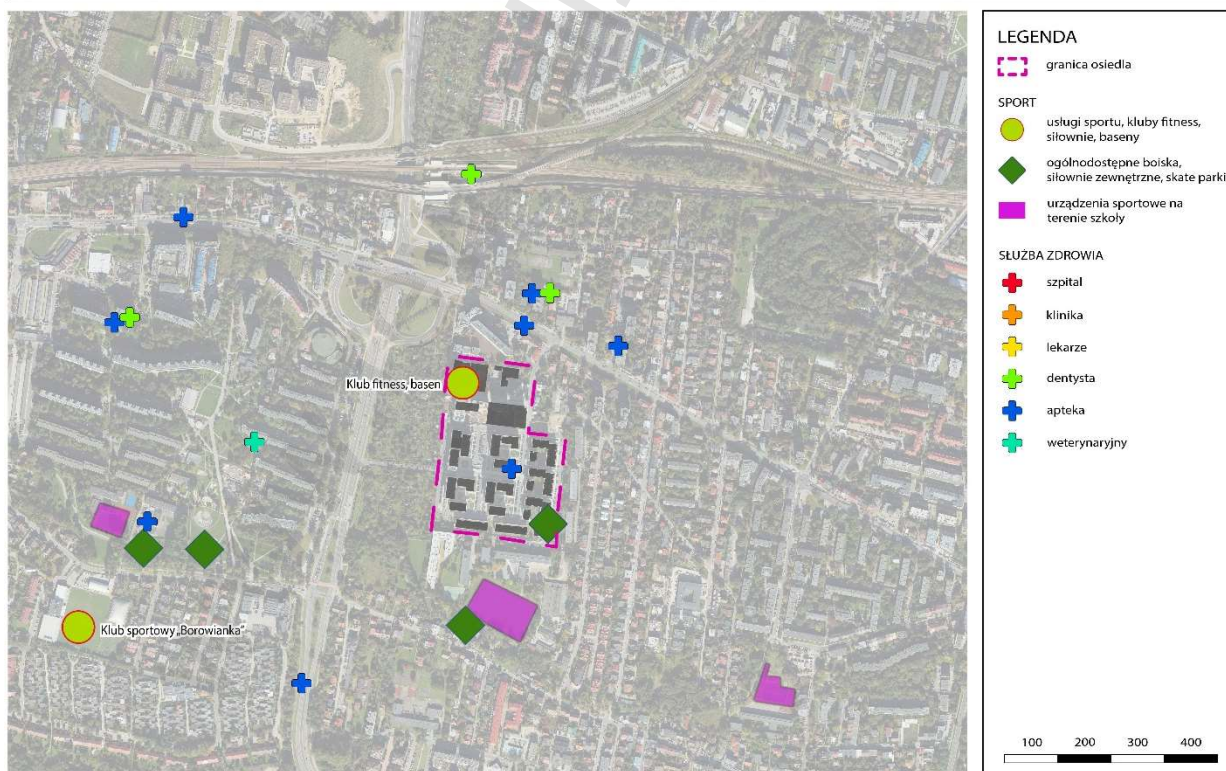 Klub fitness, basen
Klub sportowy „Borowianka"
LEGENDA
granica osiedla
SPORT
usługi sportu, kluby fitness,
siłownie, baseny
ogólnodostępne boiska,
siłownie zewnętrzne, skate parki
urządzenia sportowe na
terenie szkoły
SŁUŻBA ZDROWIA
szpital
klinika
lekarze
dentysta
apteka
weterynaryjny
100 200 300 400